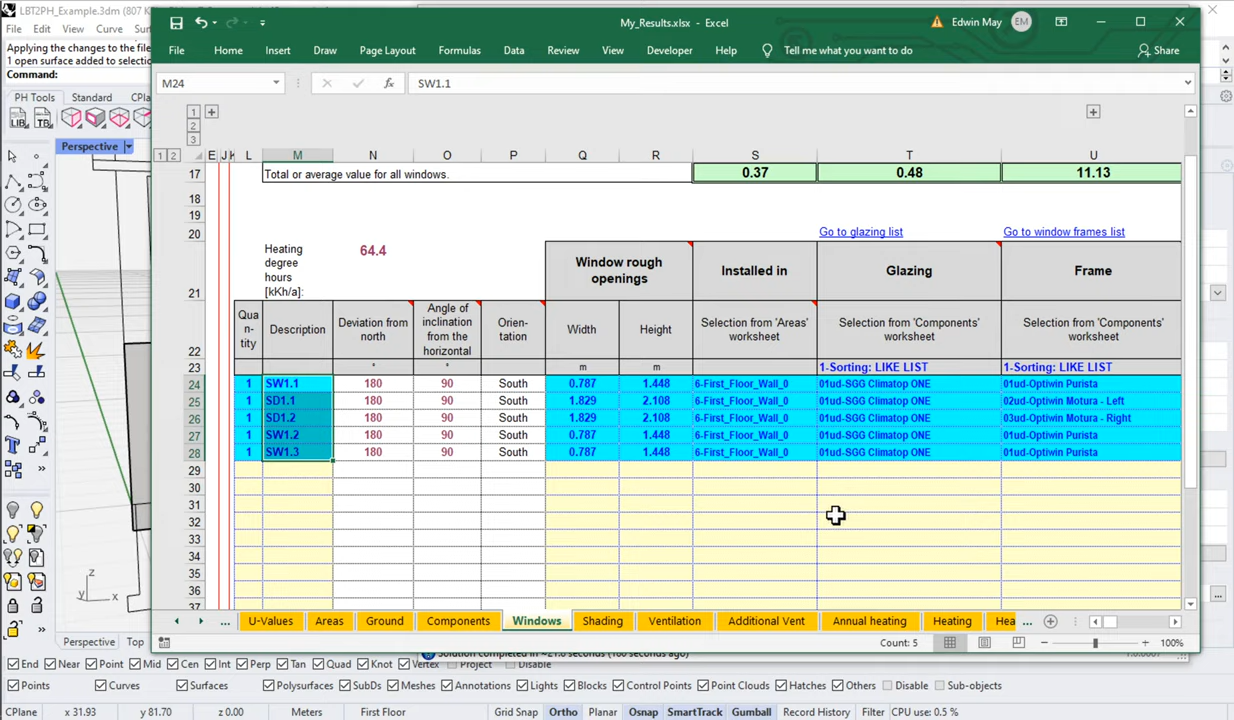 LBT2PH_Example.3dm (807 K
File Edit View Curve Sur
Applying the changes to the file
1 open surface added to selectio
Command:
PH Tools Standard CPla
LIB TB
Perspective
My_Results.xlsx - Excel
Edwin May EM
File Home Insert Draw Page Layout Formulas Data Review View Developer Help Tell me what you want to do Share
M24 fx SW1.1
1
2
3
1 2 E J K L M N O P Q R S T U
17 Total or average value for all windows. 0.37 0.48 11.13
18
19
20 Go to glazing list Go to window frames list
Heating degree hours [kKh/a]: 64.4
21 Window rough openings Installed in Glazing Frame
22 Quan-tity Description Deviation from north Angle of inclination from the horizontal Orien-tation Width Height Selection from 'Areas' worksheet Selection from 'Components' worksheet Selection from 'Components' worksheet
23 ° ° m m 1-Sorting: LIKE LIST 1-Sorting: LIKE LIST
24 1 SW1.1 180 90 South 0.787 1.448 6-First_Floor_Wall_0 01ud-SGG Climatop ONE 01ud-Optiwin Purista
25 1 SD1.1 180 90 South 1.829 2.108 6-First_Floor_Wall_0 01ud-SGG Climatop ONE 02ud-Optiwin Motura - Left
26 1 SD1.2 180 90 South 1.829 2.108 6-First_Floor_Wall_0 01ud-SGG Climatop ONE 03ud-Optiwin Motura - Right
27 1 SW1.2 180 90 South 0.787 1.448 6-First_Floor_Wall_0 01ud-SGG Climatop ONE 01ud-Optiwin Purista
28 1 SW1.3 180 90 South 0.787 1.448 6-First_Floor_Wall_0 01ud-SGG Climatop ONE 01ud-Optiwin Purista
29
30
31
32
33
34
35
36
37
... U-Values Areas Ground Components Windows Shading Ventilation Additional Vent Annual heating Heating Hea ...
Count: 5 100%
z
y x
Perspective Top
End Near Point Mid Cen Int Perp Tan Quad Knot Vertex Project Disable
Points Curves Surfaces Polysurfaces SubDs Meshes Annotations Lights Blocks Control Points Point Clouds Hatches Others Disable Sub-objects
CPlane x 31.93 y 81.70 z 0.00 Meters First Floor Grid Snap Ortho Planar Osnap SmartTrack Gumball Record History Filter CPU use: 0.5 %